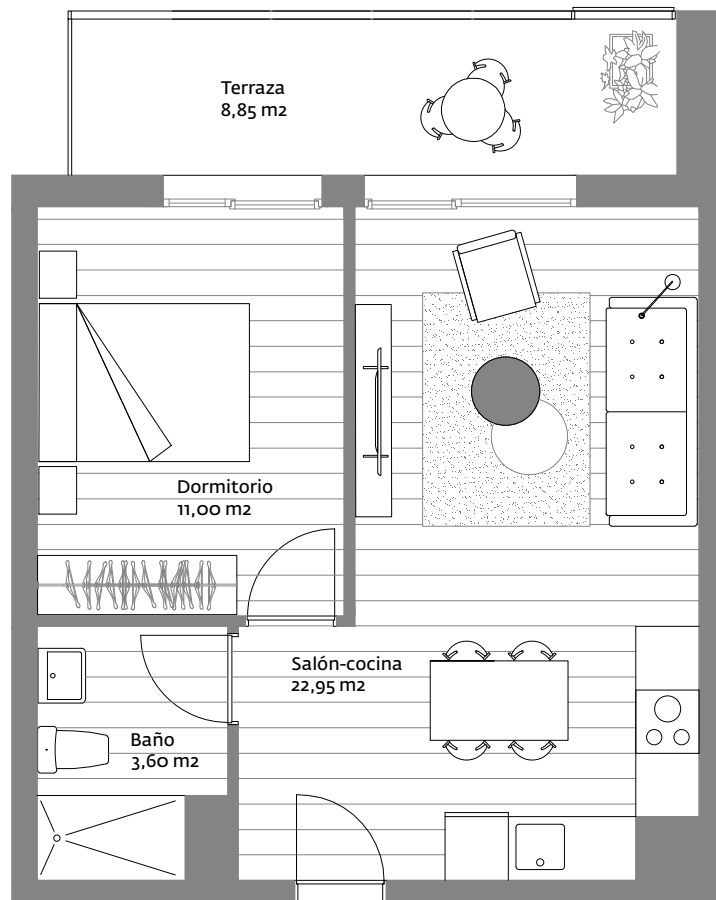 Terraza
8,85 m2
Dormitorio
11,00 m2
Salón-cocina
22,95 m2
Baño
3,60 m2